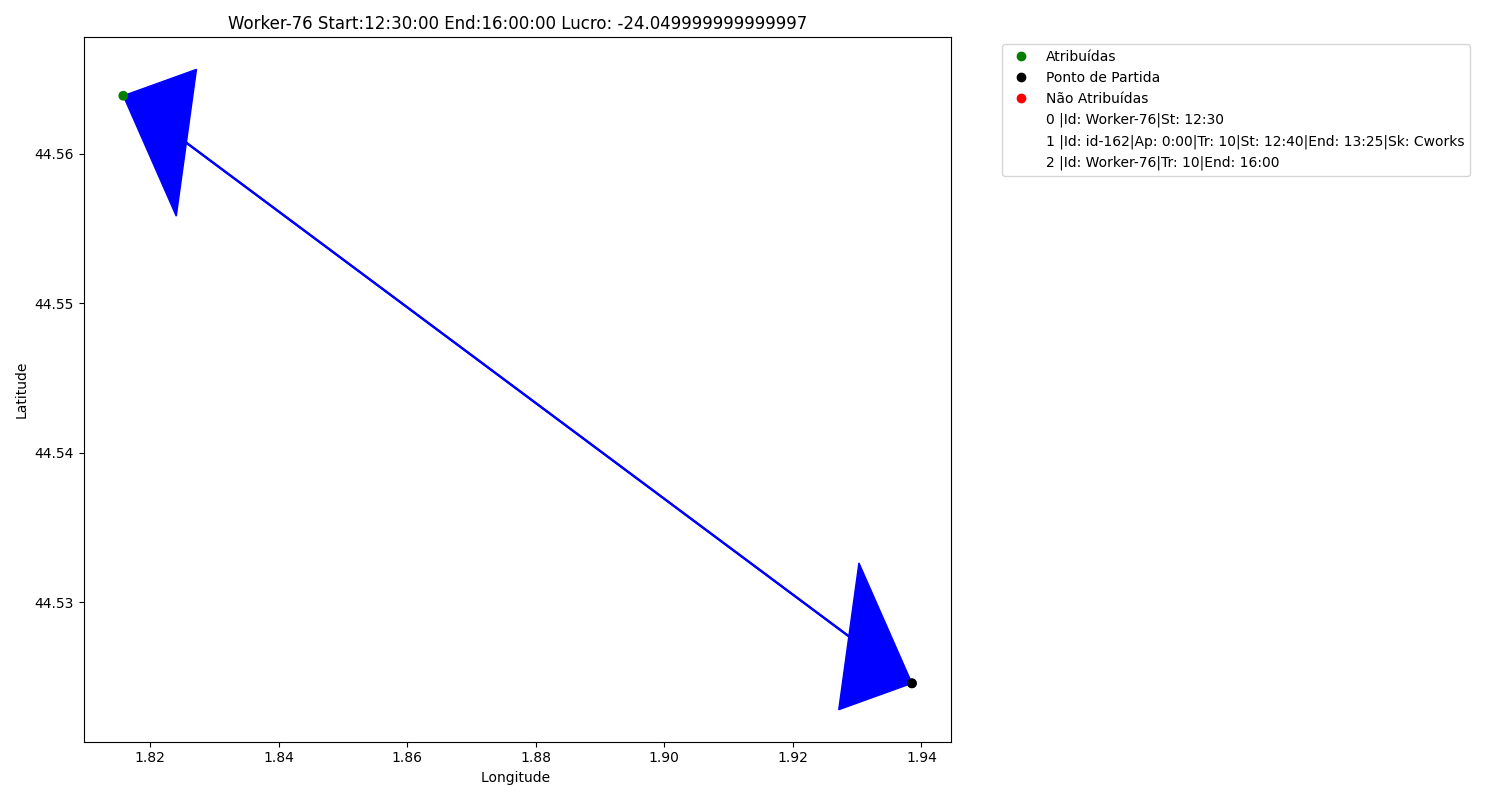 Worker-76 Start:12:30:00 End:16:00:00 Lucro: -24.049999999999997
Atribuídas
Ponto de Partida
Não Atribuídas
0 |Id: Worker-76|St: 12:30
1 |Id: id-162|Ap: 0:00|Tr: 10|St: 12:40|End: 13:25|Sk: Cworks
2 |Id: Worker-76|Tr: 10|End: 16:00
Latitude
44.56
44.55
44.54
44.53
1.82 1.84 1.86 1.88 1.90 1.92 1.94
Longitude